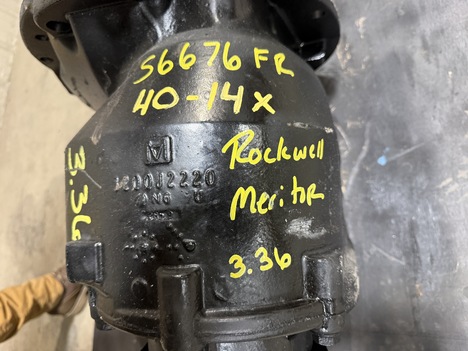 S6676 FR
40-14X
Rockwell
Meritor
3.36
3.36